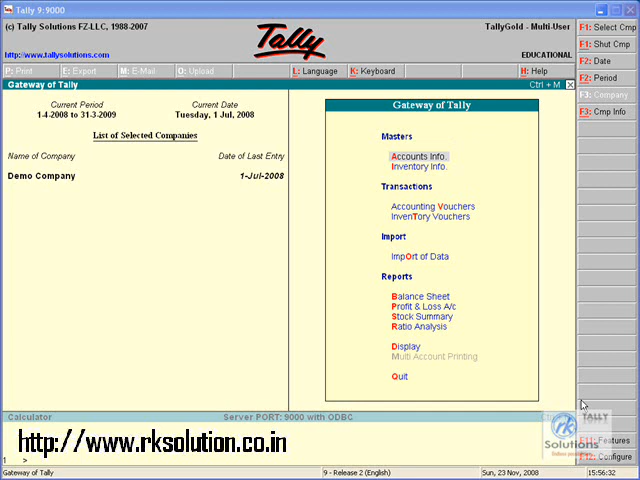 Tally 9:9000
(c) Tally Solutions FZ-LLC, 1988-2007
TallyGold - Multi-User
Tally
http://www.tallysolutions.com
EDUCATIONAL
P: Print
E: Export
M: E-Mail
O: Upload
L: Language
K: Keyboard
H: Help
Gateway of Tally
Ctrl + M
Current Period
Current Date
1-4-2008 to 31-3-2009
Tuesday, 1 Jul, 2008
List of Selected Companies
Name of Company
Date of Last Entry
Demo Company
1-Jul-2008
Gateway of Tally
Masters
Accounts Info.
Inventory Info.
Transactions
Accounting Vouchers
InvenTory Vouchers
Import
ImpOrt of Data
Reports
Balance Sheet
Profit & Loss A/c
Stock Summary
Ratio Analysis
Display
Multi Account Printing
Quit
F1: Select Cmp
F1: Shut Cmp
F2: Date
F2: Period
F3: Company
F3: Cmp Info
F11: Features
F12: Configure
Calculator
Server PORT: 9000 with ODBC
http://www.rksolution.co.in
1 >
rk
TALLY
Solutions
Gateway of Tally
9 - Release 2 (English)
Sun, 23 Nov, 2008
15:56:32